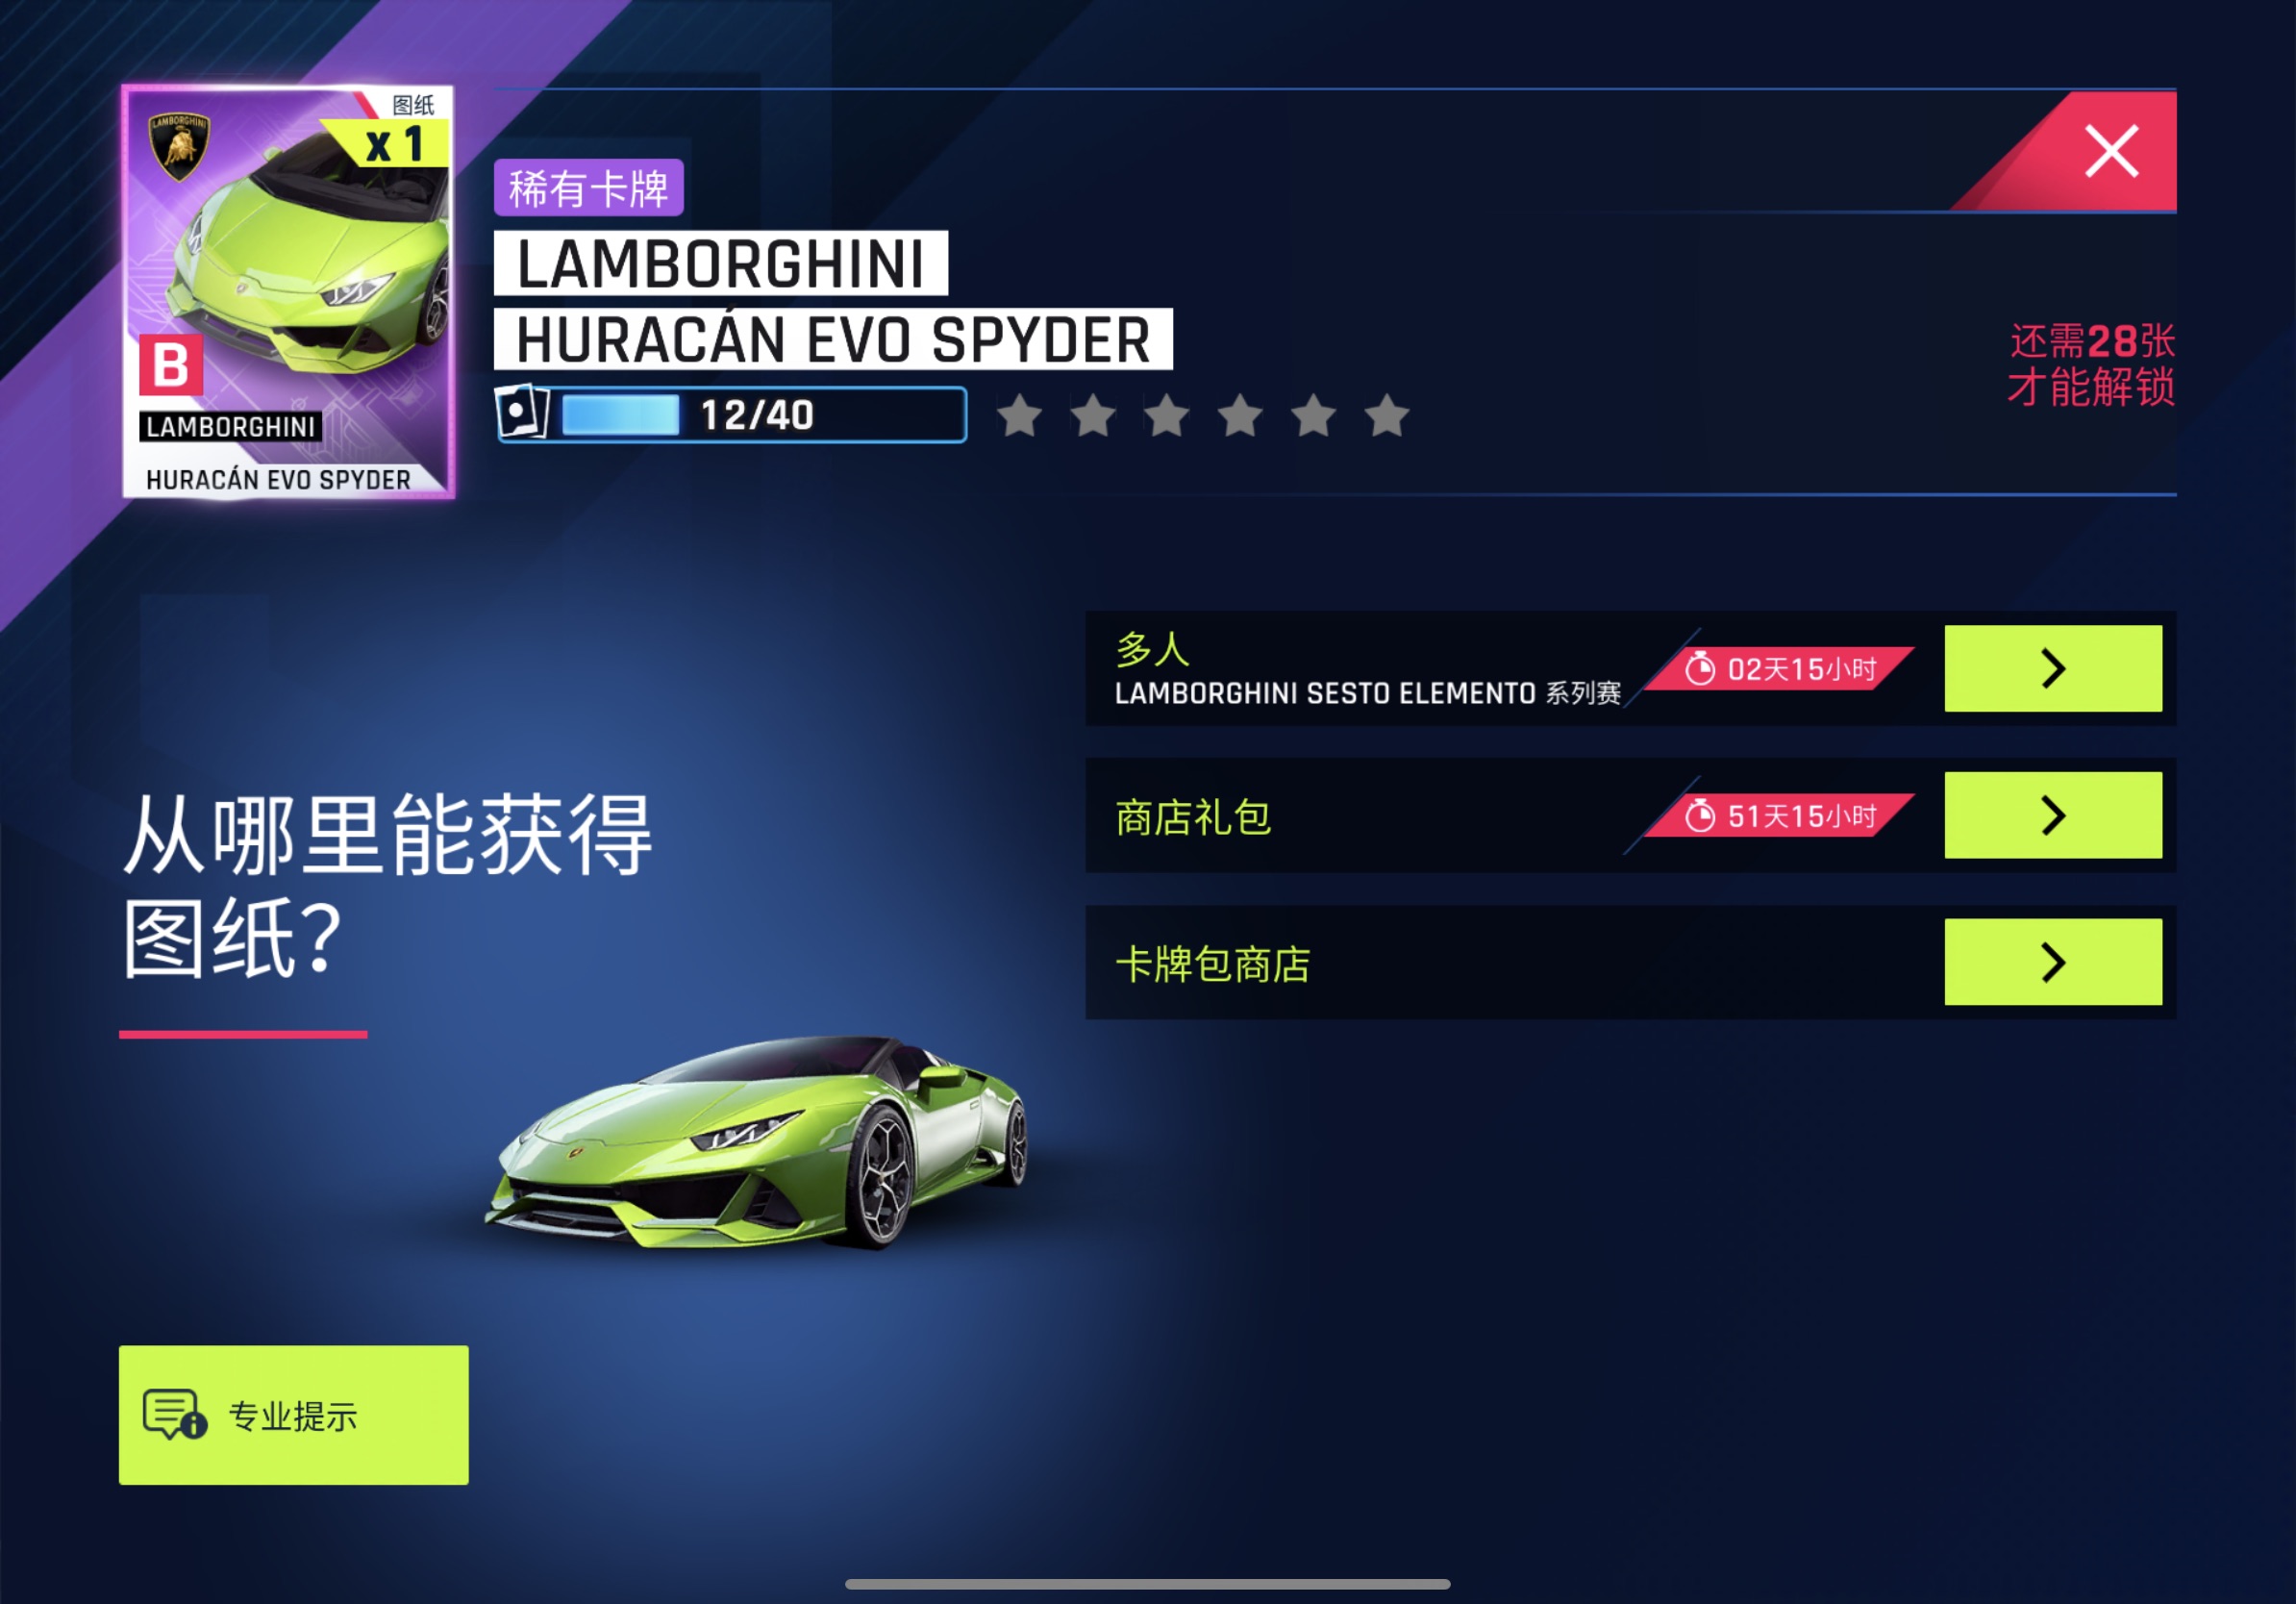 LAMBORGHINI
图纸
x 1
B
LAMBORGHINI
HURACÁN EVO SPYDER
稀有卡牌
LAMBORGHINI
HURACÁN EVO SPYDER
12/40
还需28张
才能解锁
从哪里能获得
图纸？
多人
LAMBORGHINI SESTO ELEMENTO 系列赛
02天15小时
商店礼包
51天15小时
卡牌包商店
专业提示